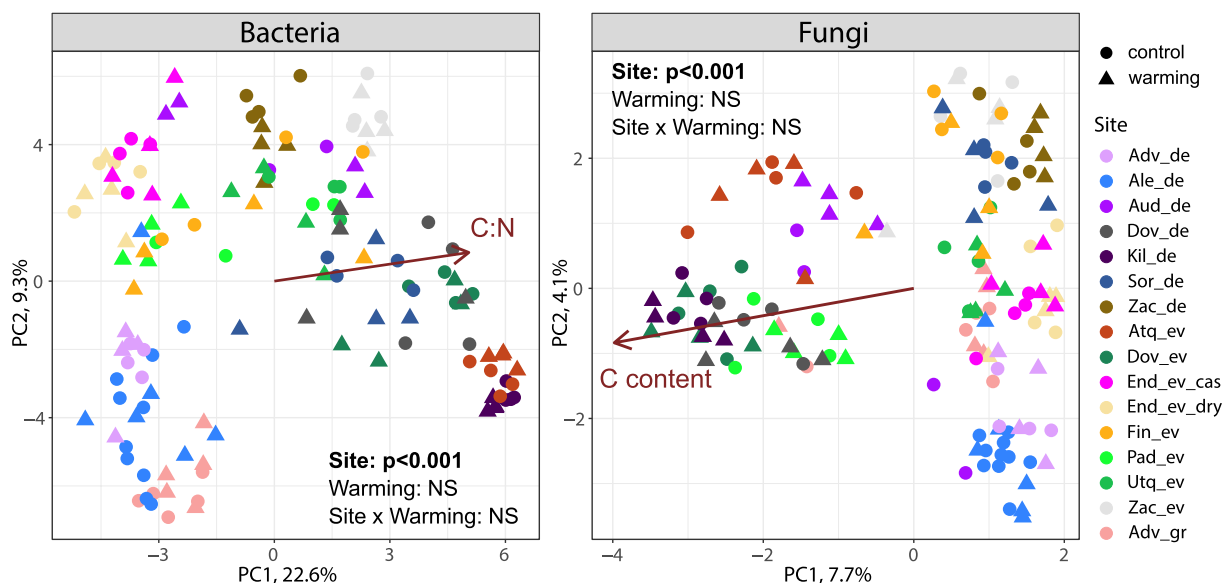 Bacteria
Fungi
Site: p<0.001
Warming: NS
Site x Warming: NS
C:N
Site: p<0.001
Warming: NS
Site x Warming: NS
C content
4
0
−4
PC2, 9.3%
−3
0
3
6
PC1, 22.6%
2
0
−2
PC2, 4.1%
−4
−2
0
2
PC1, 7.7%
control
warming
Site
Adv_de
Ale_de
Aud_de
Dov_de
Kil_de
Sor_de
Zac_de
Atq_ev
Dov_ev
End_ev_cas
End_ev_dry
Fin_ev
Pad_ev
Utq_ev
Zac_ev
Adv_gr